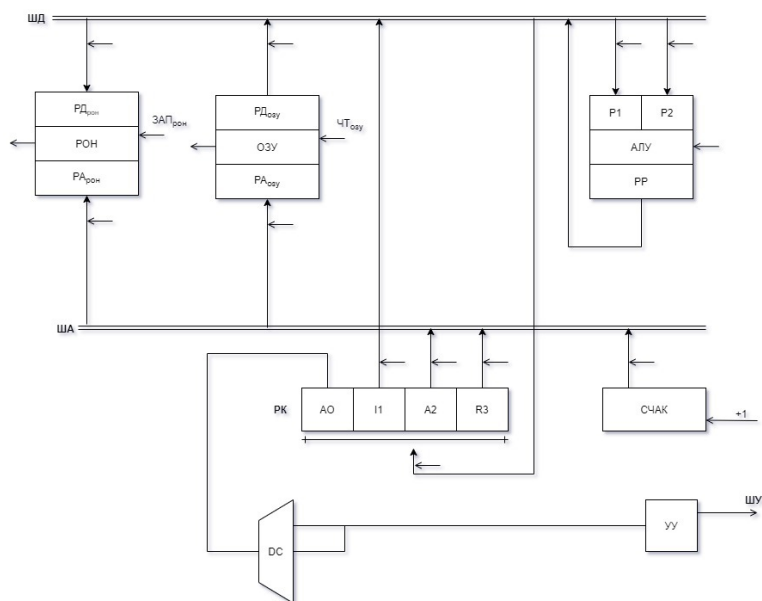 ШД
РДрон
ЗАПрон
РОН
РАрон
РДозу
ЧТозу
ОЗУ
РАозу
Р1
Р2
АЛУ
РР
ША
РК
АО
I1
А2
R3
СЧАК
+1
DC
УУ
ШУ